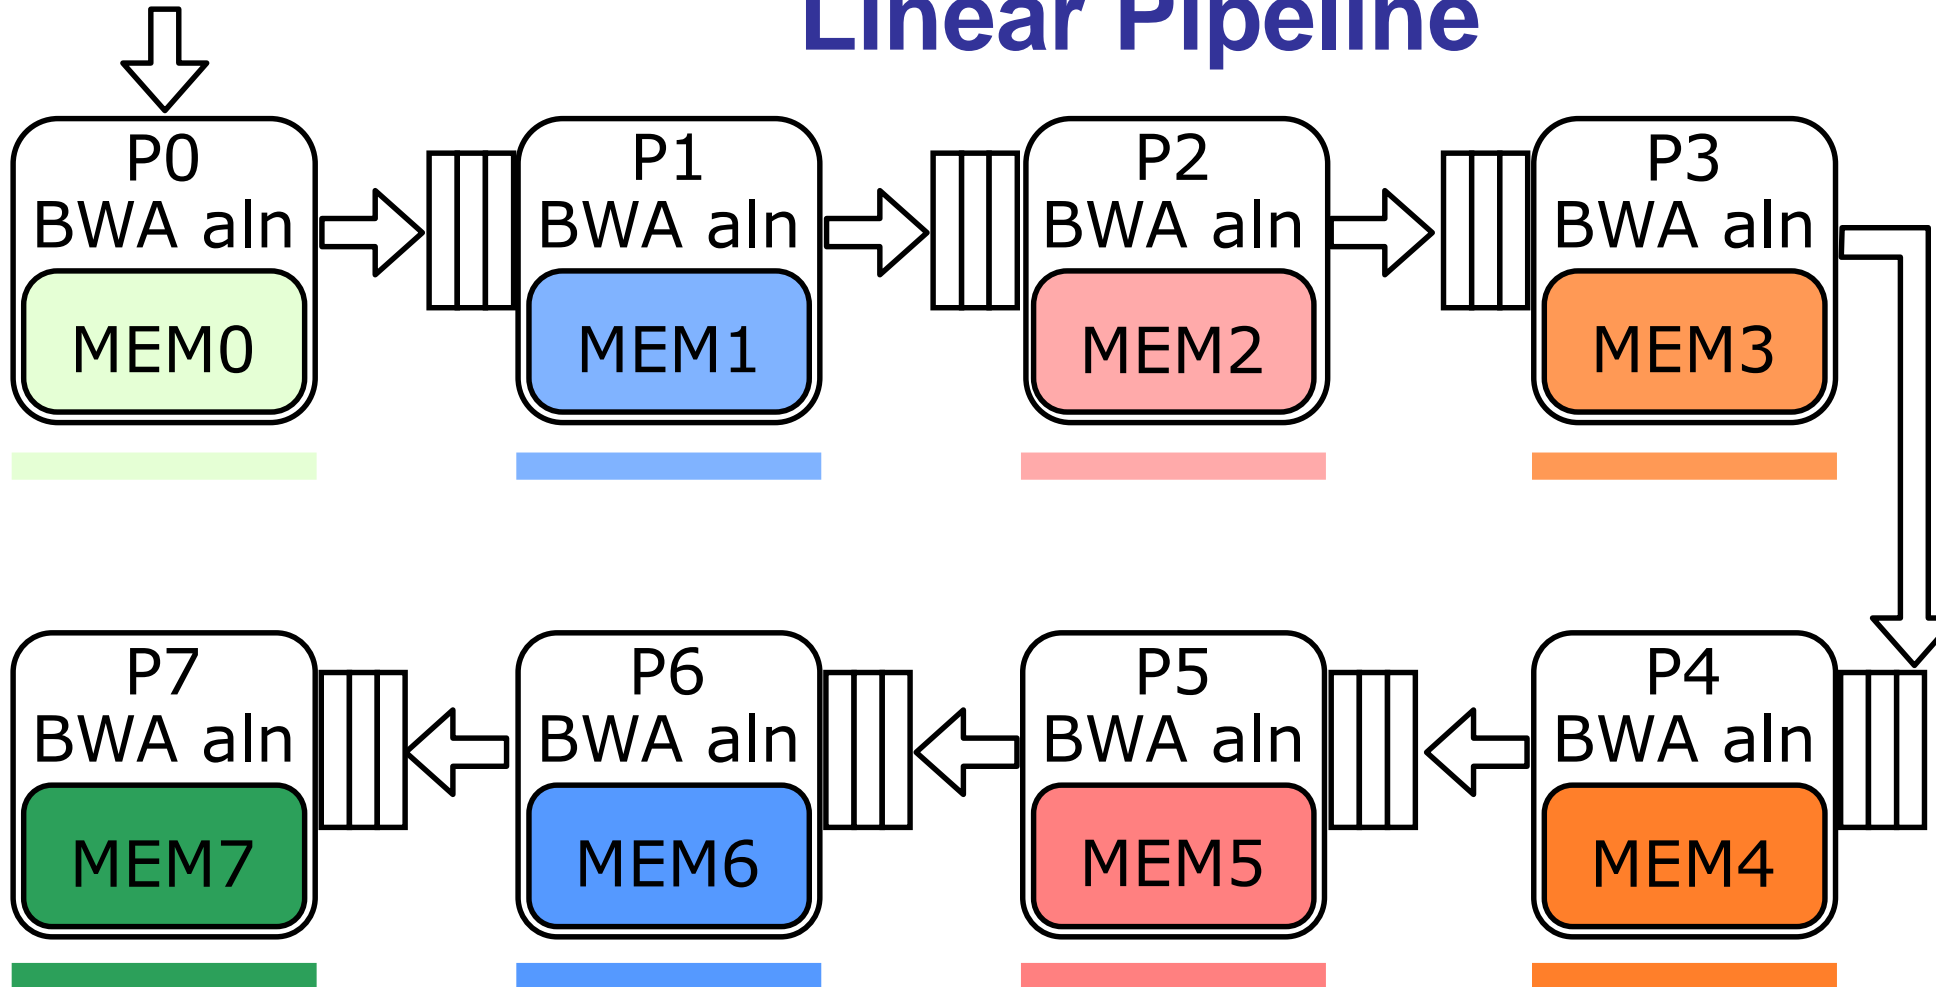 Linear Pipeline
P0
BWA aln
MEM0
P1
BWA aln
MEM1
P2
BWA aln
MEM2
P3
BWA aln
MEM3
P7
BWA aln
MEM7
P6
BWA aln
MEM6
P5
BWA aln
MEM5
P4
BWA aln
MEM4